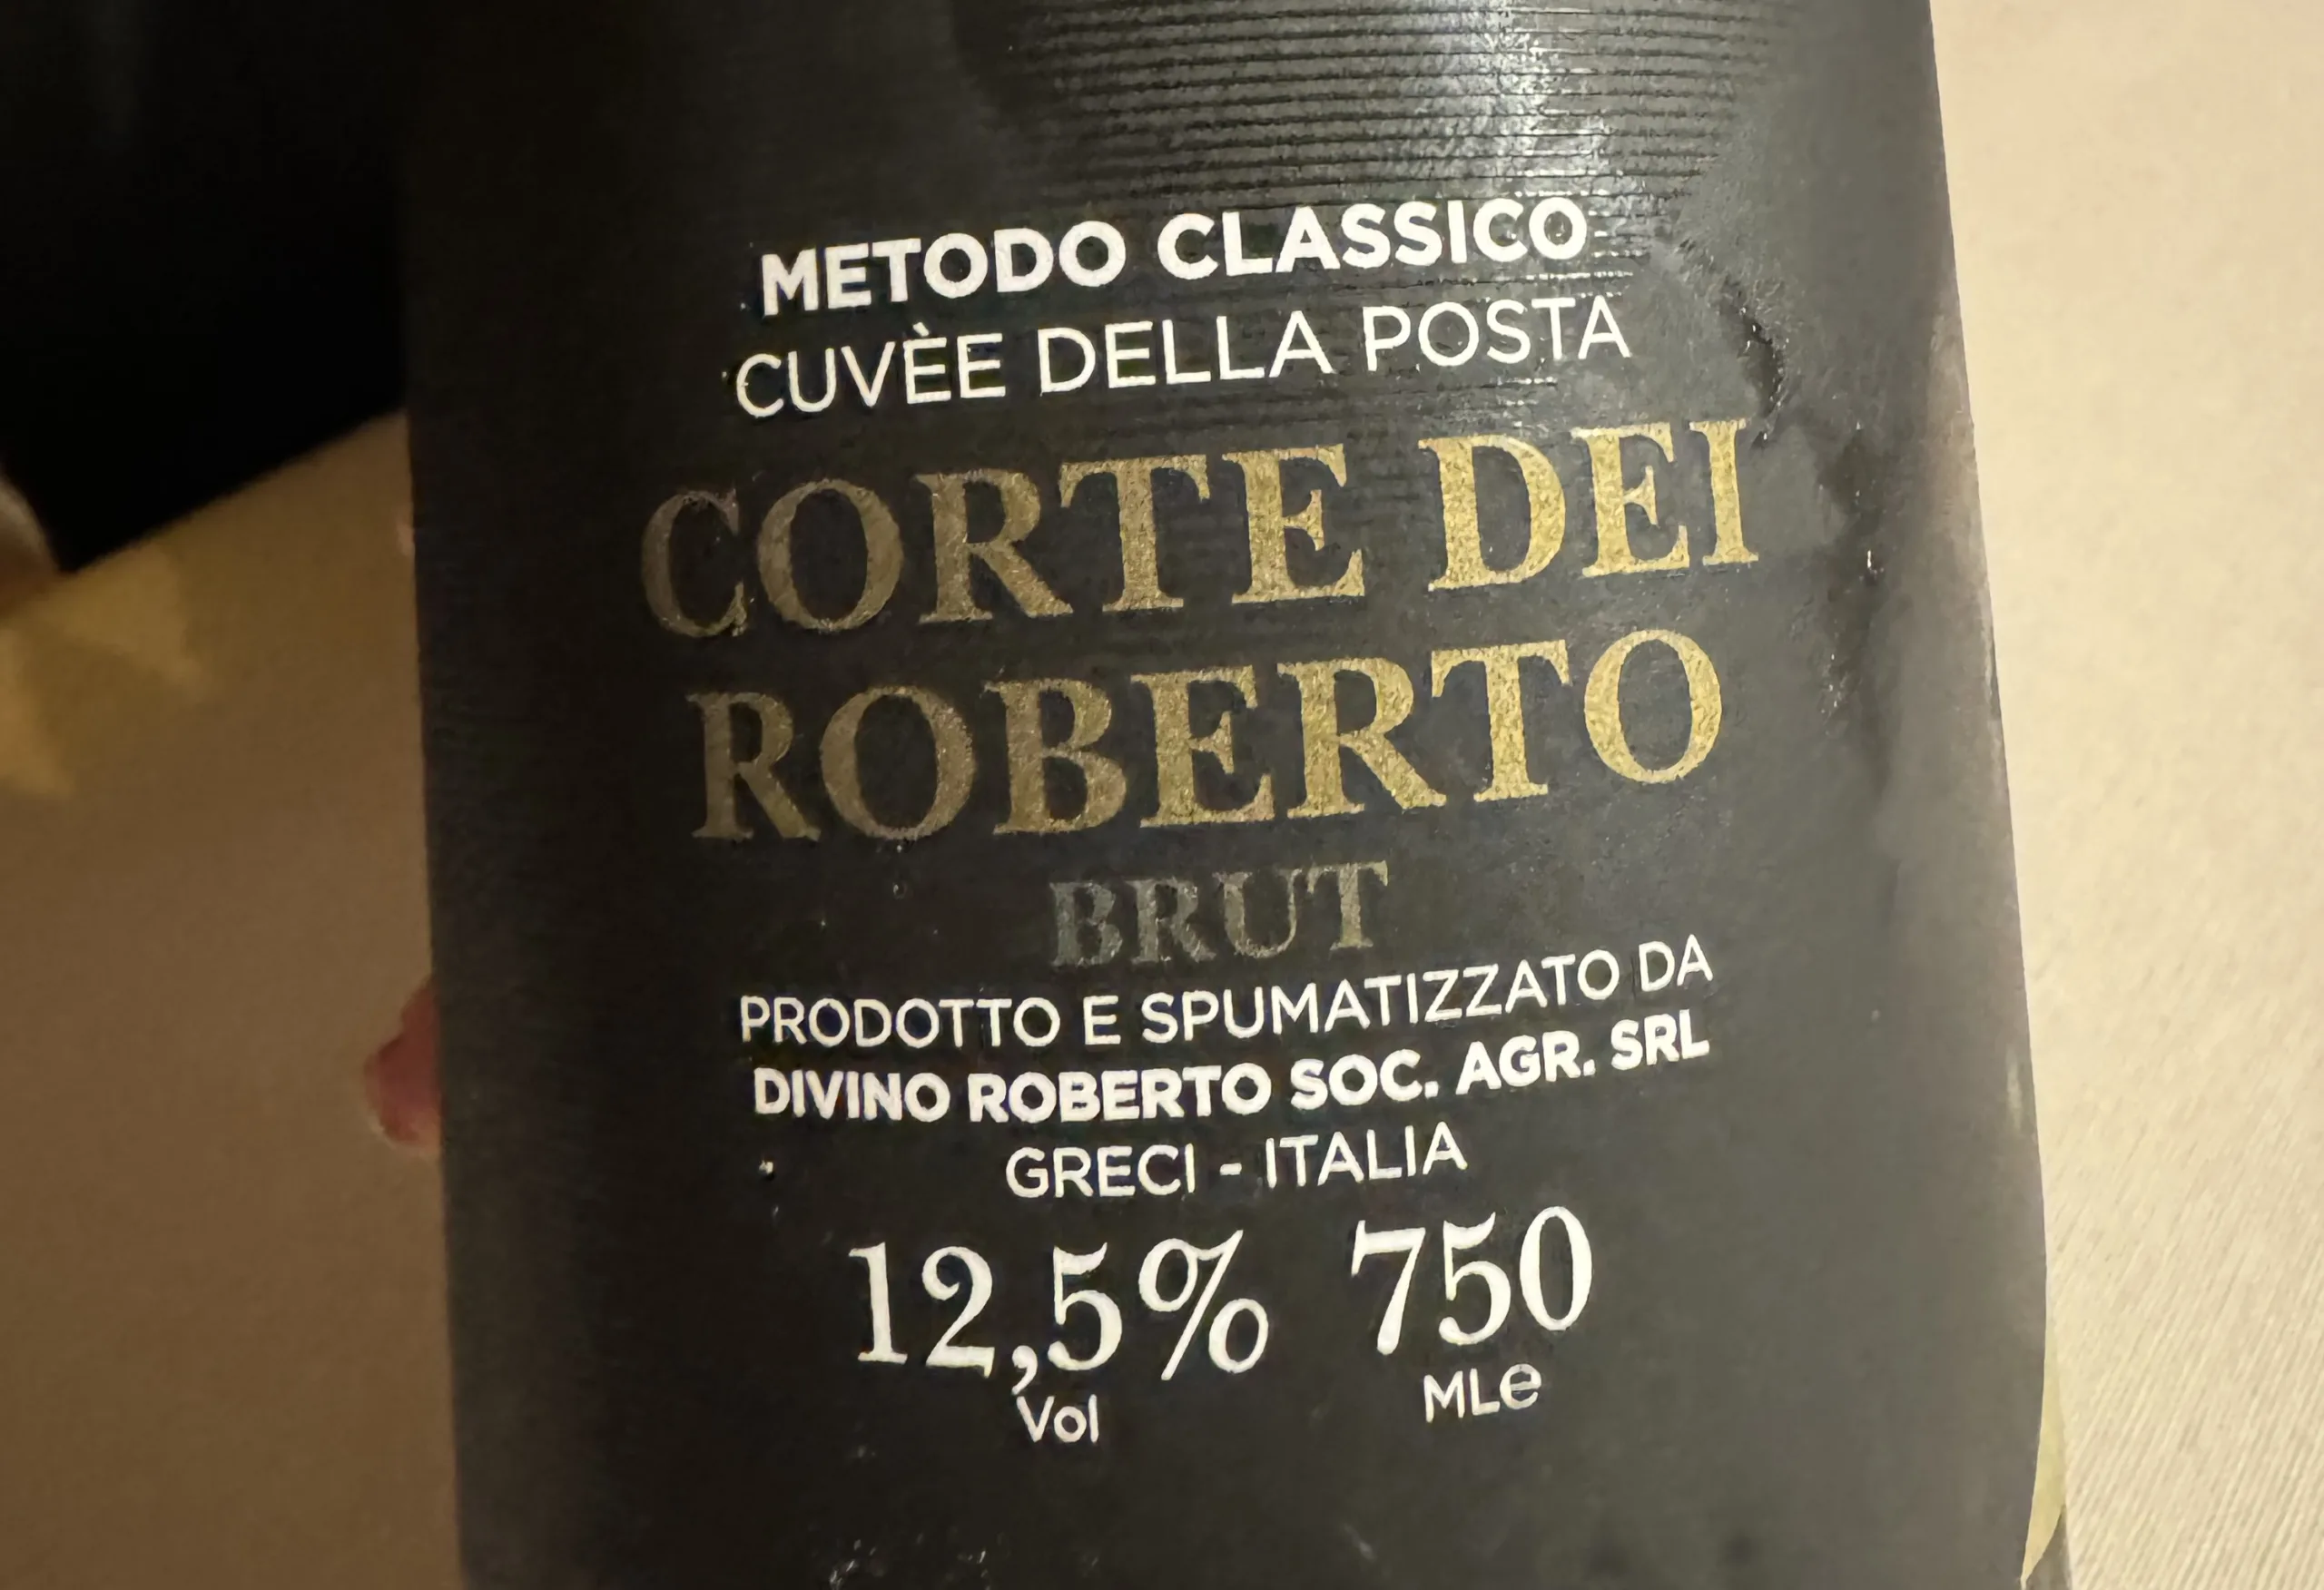 METODO CLASSICO
CUVÈE DELLA POSTA
CORTE DEI
ROBERTO
BRUT
PRODOTTO E SPUMATIZZATO DA
DIVINO ROBERTO SOC. AGR. SRL
GRECI - ITALIA
12,5% 750
Vol MLe